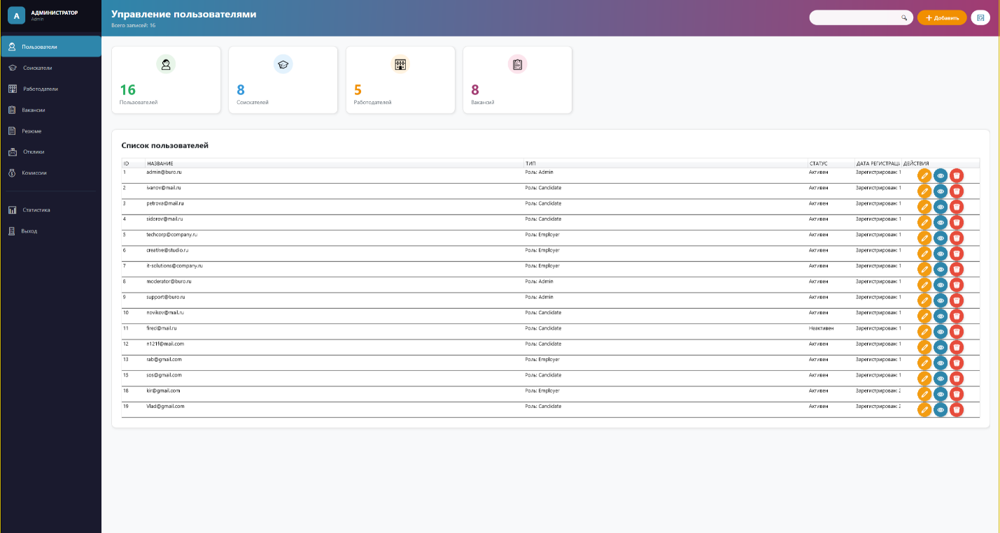 A АДМИНИСТРАТОР
Admin
Пользователи
Соискатели
Работодатели
Вакансии
Резюме
Отклики
Комиссии
Статистика
Выход
Управление пользователями
Всего записей: 16
+ Добавить
16
Пользователей
8
Соискателей
5
Работодателей
8
Вакансий
Список пользователей
ID НАЗВАНИЕ ТИП СТАТУС ДАТА РЕГИСТРАЦИ ДЕЙСТВИЯ
1 admin@buro.ru Роль: Admin Активен Зарегистрирован: 1
2 ivanov@mail.ru Роль: Candidate Активен Зарегистрирован: 1
3 petrova@mail.ru Роль: Candidate Активен Зарегистрирован: 1
4 sidorov@mail.ru Роль: Candidate Активен Зарегистрирован: 1
5 techcorp@company.ru Роль: Employer Активен Зарегистрирован: 1
6 creative@studio.ru Роль: Employer Активен Зарегистрирован: 1
7 it-solutions@company.ru Роль: Employer Активен Зарегистрирован: 1
8 moderator@buro.ru Роль: Admin Активен Зарегистрирован: 1
9 support@buro.ru Роль: Admin Активен Зарегистрирован: 1
10 novikov@mail.ru Роль: Candidate Активен Зарегистрирован: 1
11 fired@mail.ru Роль: Candidate Неактивен Зарегистрирован: 1
12 n121f@mail.com Роль: Candidate Активен Зарегистрирован: 1
13 rab@gmail.com Роль: Employer Активен Зарегистрирован: 1
15 sos@gmail.com Роль: Candidate Активен Зарегистрирован: 1
18 kir@gmail.com Роль: Employer Активен Зарегистрирован: 2
19 Vlad@gmail.com Роль: Candidate Активен Зарегистрирован: 2